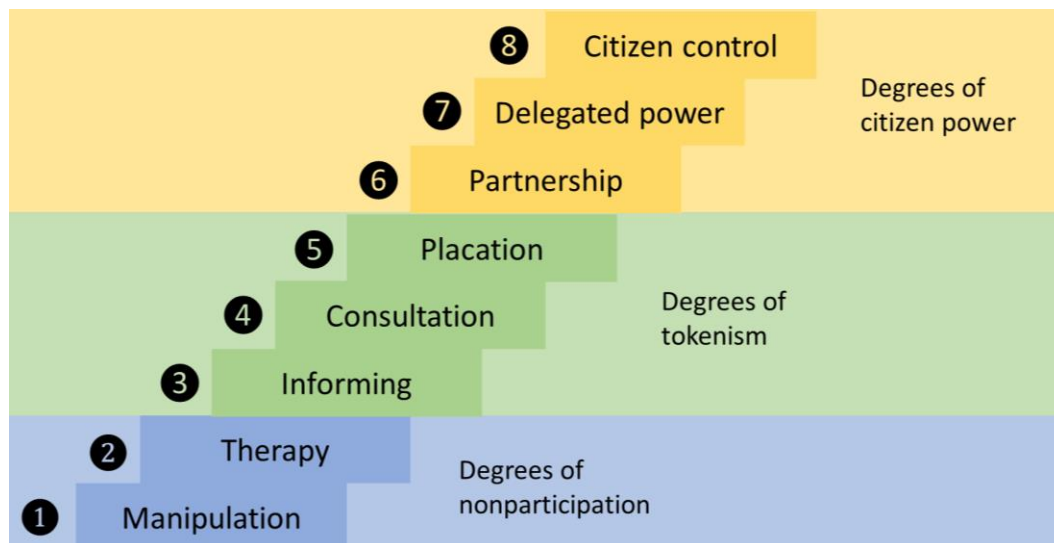 8 Citizen control
7 Delegated power
Degrees of
citizen power
6 Partnership
5 Placation
4 Consultation
Degrees of
tokenism
3 Informing
2 Therapy
Degrees of
nonparticipation
1 Manipulation